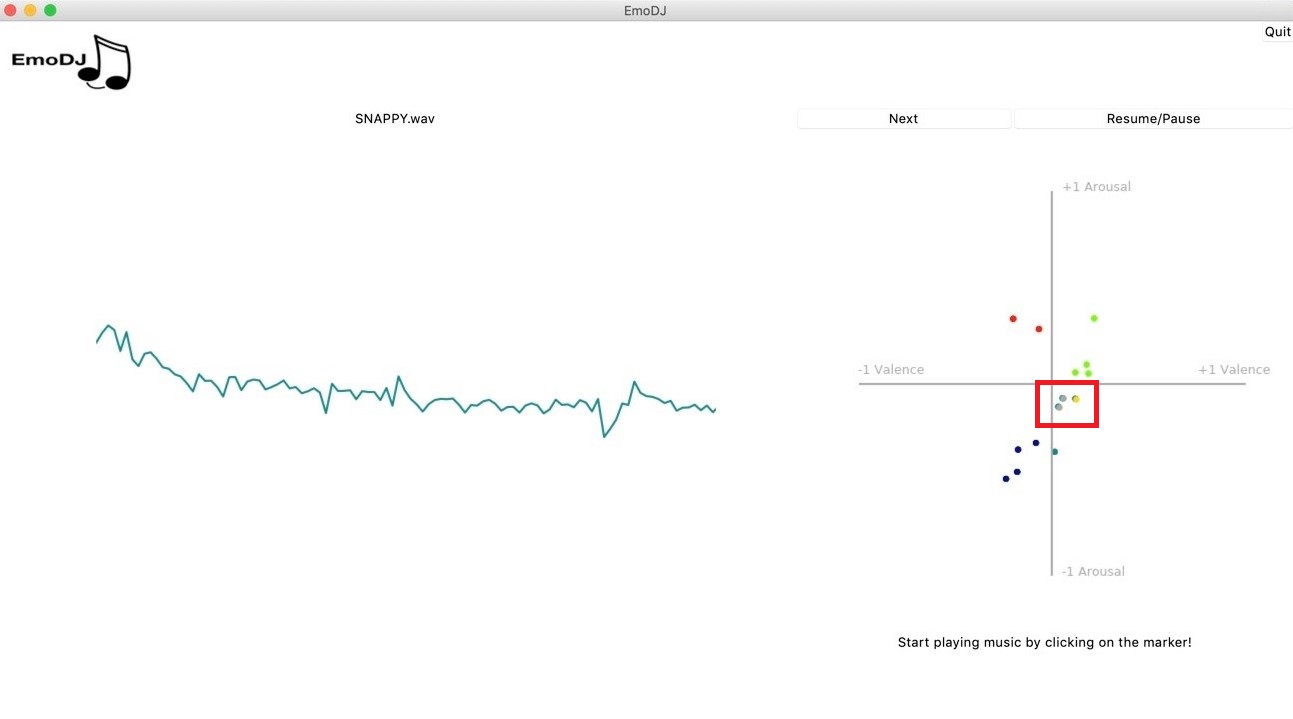 EmoDJ
Quit
EmoDJ
SNAPPY.wav
Next
Resume/Pause
+1 Arousal
-1 Valence
+1 Valence
-1 Arousal
Start playing music by clicking on the marker!